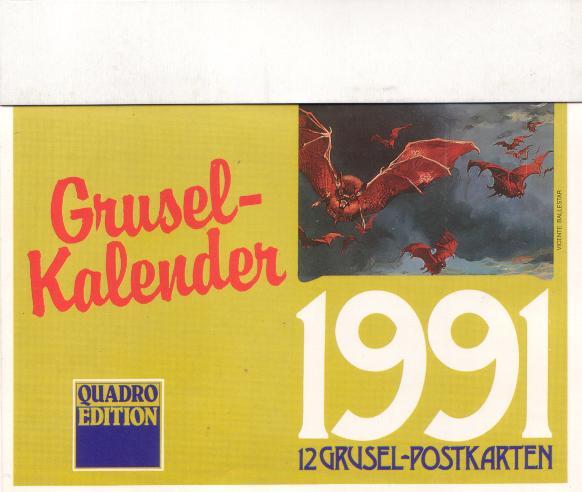 Grusel-
Kalender
VICENTE BALLESTAR
1991
12 GRUSEL-POSTKARTEN
QUADRO
EDITION